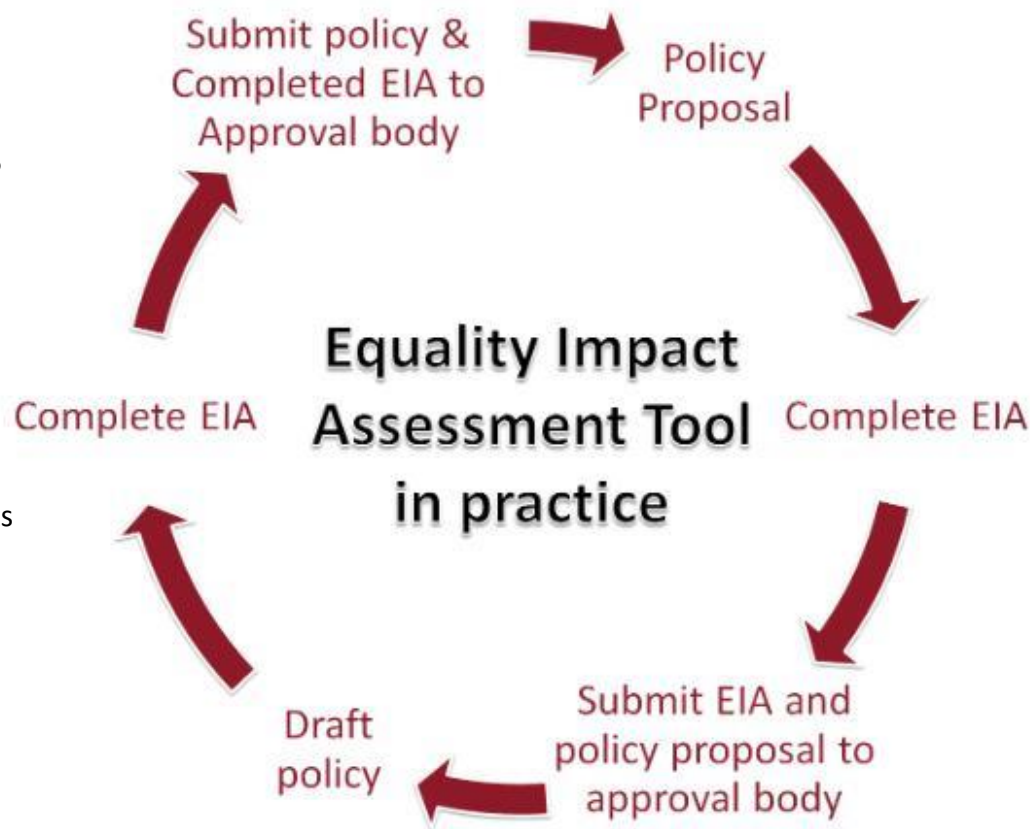 Submit policy &
Completed EIA to
Approval body
Policy
Proposal
Complete EIA
Submit EIA and
policy proposal to
approval body
Draft
policy
Complete EIA
Equality Impact
Assessment Tool
in practice
s